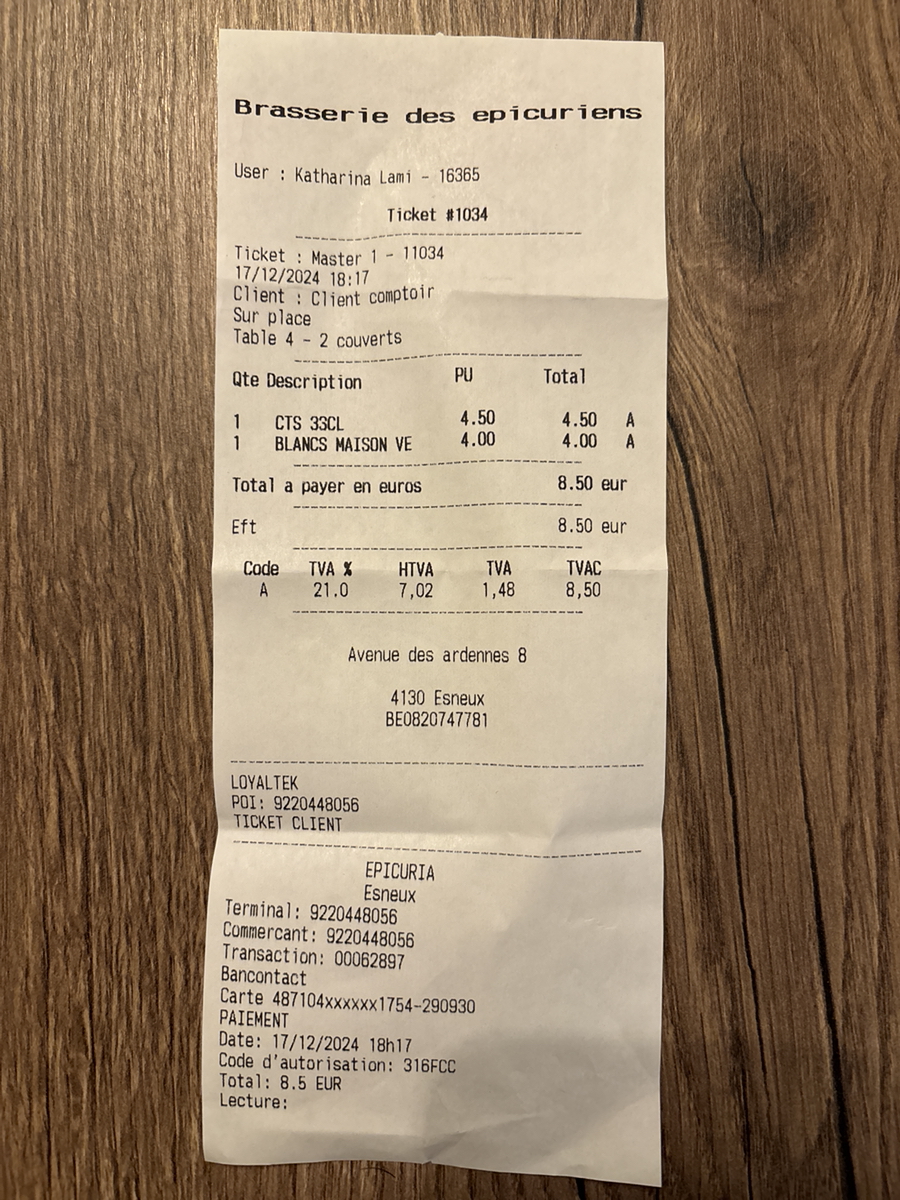 Brasserie des epicuriens
User : Katharina Lami - 16365
Ticket #1034
Ticket : Master 1 - 11034
17/12/2024 18:17
Client : Client comptoir
Sur place
Table 4 - 2 couverts
Qte Description PU Total
1 CTS 33CL 4.50 4.50 A
1 BLANCS MAISON VE 4.00 4.00 A
Total a payer en euros 8.50 eur
Eft 8.50 eur
Code TVA % HTVA TVA TVAC
A 21.0 7,02 1,48 8,50
Avenue des ardennes 8
4130 Esneux
BE0820747781
LOYALTEK
POI: 9220448056
TICKET CLIENT
EPICURIA
Esneux
Terminal: 9220448056
Commercant: 9220448056
Transaction: 00062897
Bancontact
Carte 487104xxxxxx1754-290930
PAIEMENT
Date: 17/12/2024 18h17
Code d'autorisation: 316FCC
Total: 8.5 EUR
Lecture: